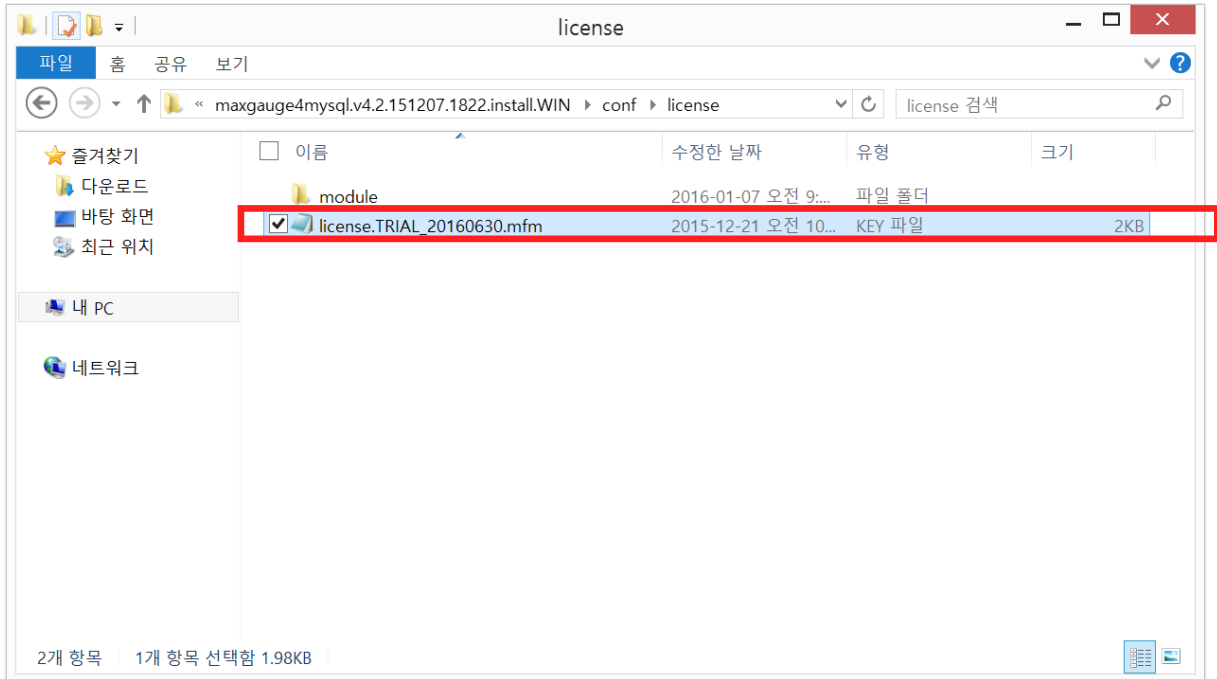 license
파일 홈 공유 보기
« maxgauge4mysql.v4.2.151207.1822.install.WIN conf license
license 검색
즐겨찾기
다운로드
바탕 화면
최근 위치
내 PC
네트워크
이름 수정한 날짜 유형 크기
module 2016-01-07 오전 9:... 파일 폴더
license.TRIAL_20160630.mfm 2015-12-21 오전 10... KEY 파일 2KB
2개 항목 1개 항목 선택함 1.98KB